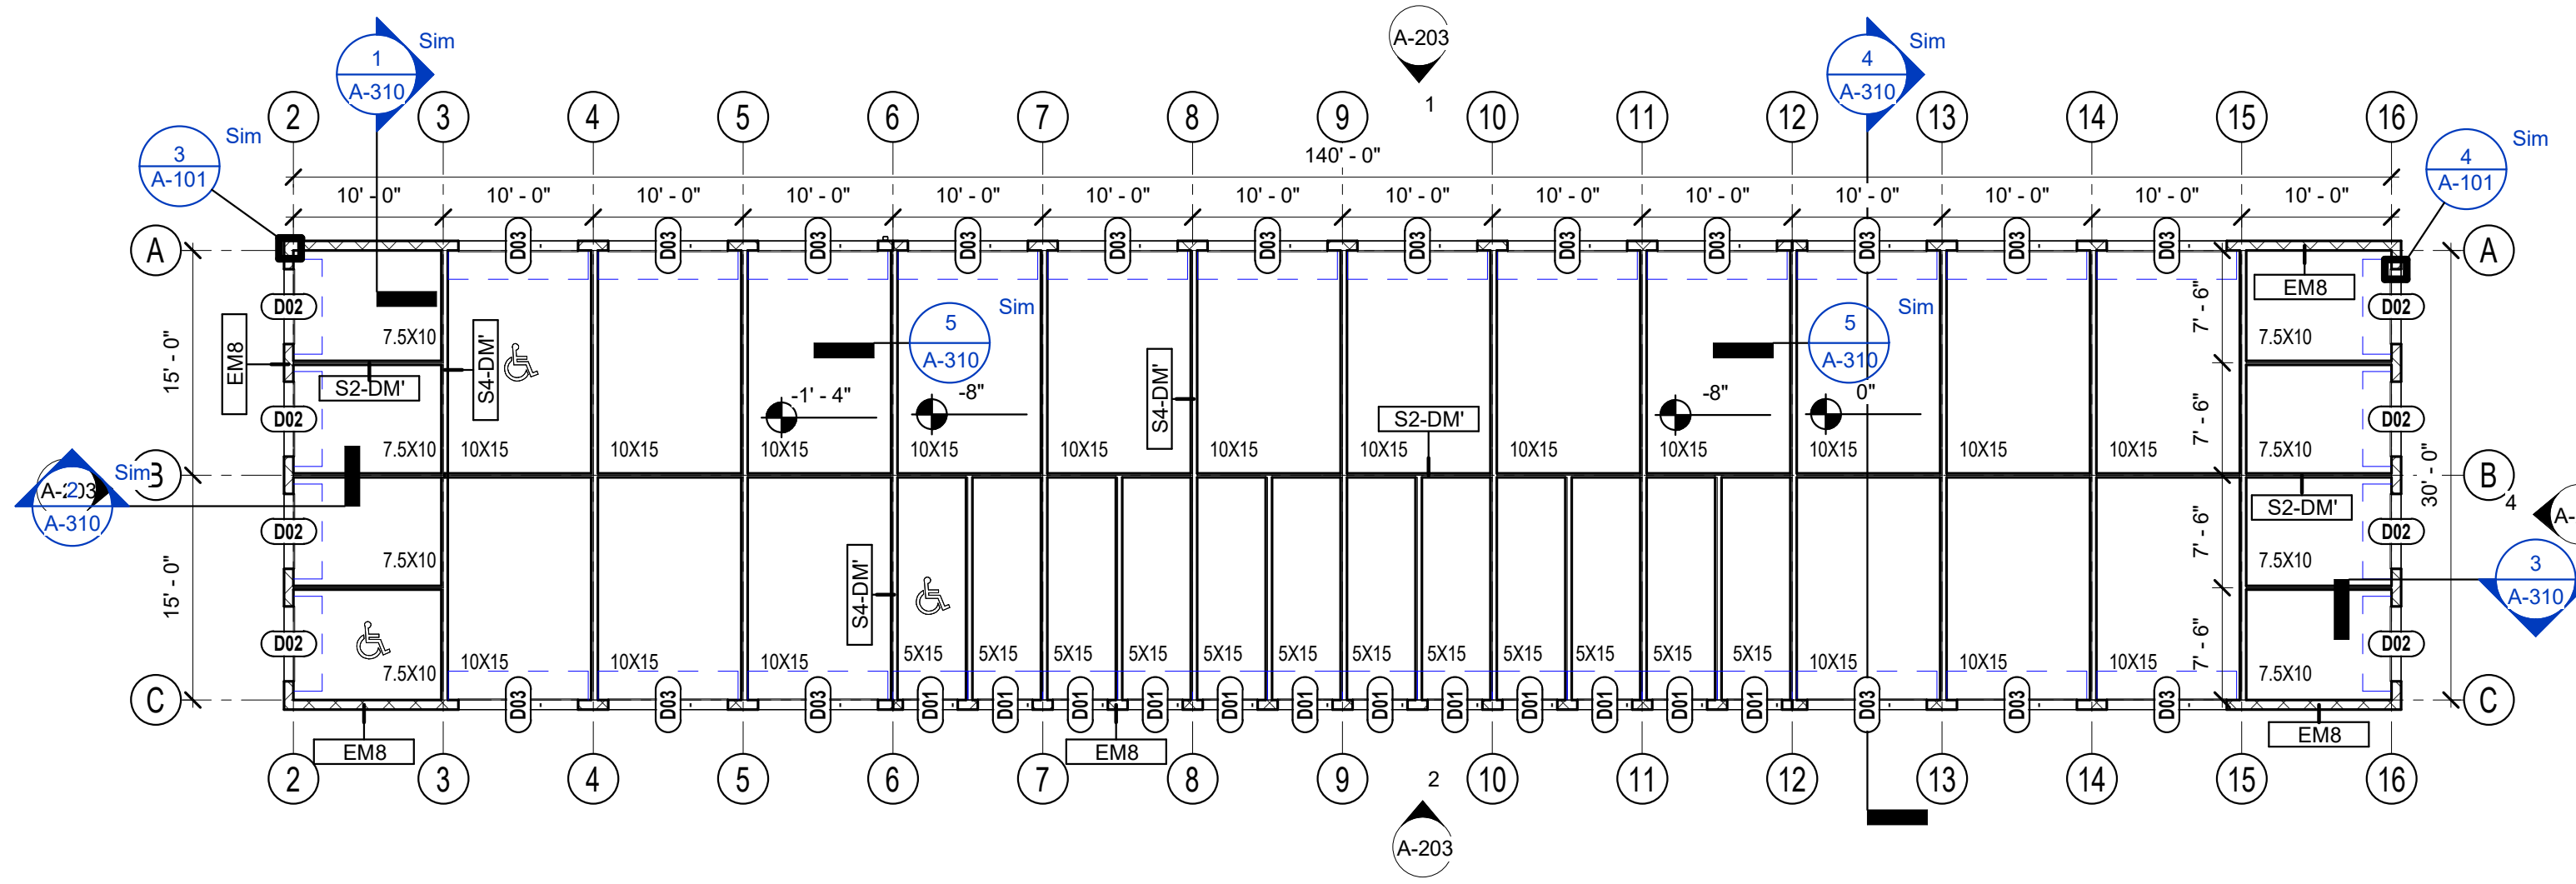 A-203
1
1
A-310
Sim
4
A-310
Sim
3
A-101
Sim
4
A-101
Sim
2
3
4
5
6
7
8
9
10
11
12
13
14
15
16
140' - 0"
10' - 0"
10' - 0"
10' - 0"
10' - 0"
10' - 0"
10' - 0"
10' - 0"
10' - 0"
10' - 0"
10' - 0"
10' - 0"
10' - 0"
10' - 0"
10' - 0"
D03
D03
D03
D03
D03
D03
D03
D03
D03
D03
D03
D03
A
A
EM8
D02
D02
5
A-310
Sim
5
A-310
Sim
7.5X10
7.5X10
7' - 6"
15' - 0"
EM8
S2-DM'
S4-DM'
S4-DM'
-1' - 4"
-8"
-8"
0"
S2-DM'
D02
D02
7' - 6"
7.5X10
10X15
10X15
10X15
10X15
10X15
10X15
10X15
10X15
10X15
10X15
10X15
10X15
7.5X10
Sim
B
B
2
A-310
30' - 0"
4
S2-DM'
D02
D02
7' - 6"
7.5X10
7.5X10
15' - 0"
S4-DM'
3
A-310
D02
D02
7' - 6"
7.5X10
10X15
10X15
10X15
5X15
5X15
5X15
5X15
5X15
5X15
5X15
5X15
5X15
5X15
5X15
5X15
10X15
10X15
10X15
7.5X10
C
C
D03
D03
D03
D01
D01
D01
D01
D01
D01
D01
D01
D01
D01
D01
D01
D03
D03
D03
EM8
EM8
EM8
2
3
4
5
6
7
8
9
10
11
12
13
14
15
16
2
A-203